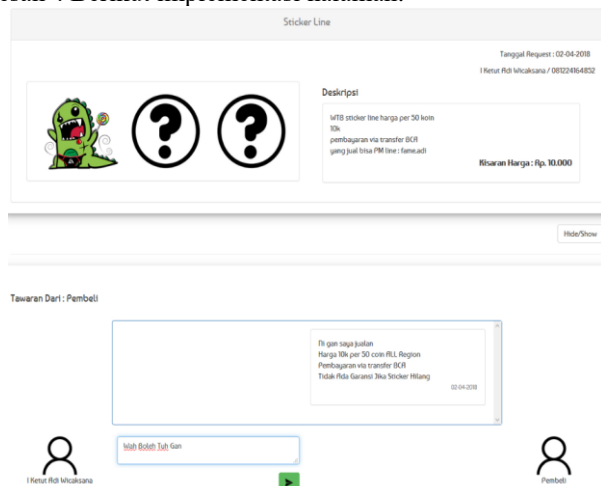 Sticker Line
Tanggal Request : 02-04-2018
I Ketut Adi Wicaksana / 081224164852
Deskripsi
WTB sticker line harga per 50 koin
10k
pembayaran via transfer BCA
yang jual bisa PM line : fame.adi
Kisaran Harga : Rp. 10.000
Hide/Show
Tawaran Dari : Pembeli
Ni gan saya jualan
Harga 10k per 50 coin ALL Region
Pembayaran via transfer BCA
Tidak Ada Garansi Jika Sticker Hilang
02-04-2018
Wah Boleh Tuh Gan
I Ketut Adi Wicaksana
Pembeli